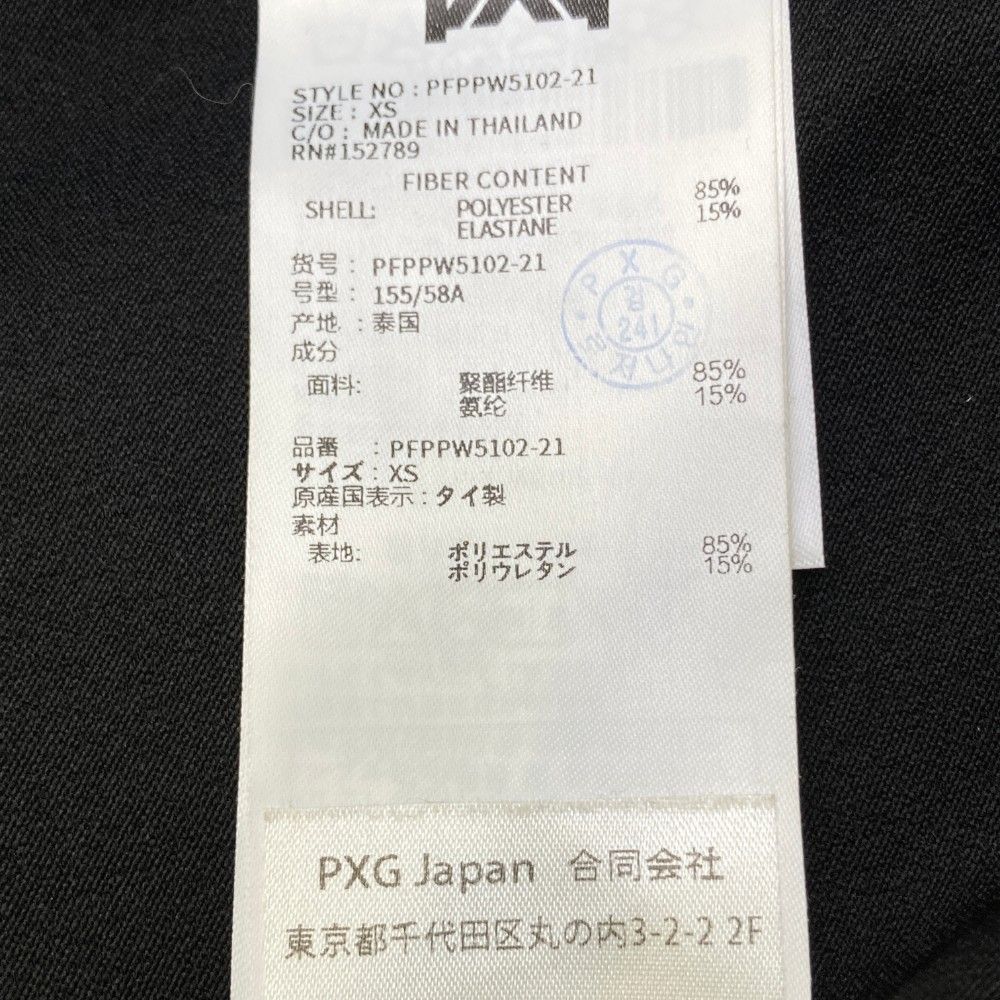 PXG
STYLE NO : PFPPW5102-21
SIZE : XS
C/O : MADE IN THAILAND
RN#152789
FIBER CONTENT
SHELL: POLYESTER 85%
ELASTANE 15%
货号 : PFPPW5102-21
号型 : 155/58A
产地 : 泰国
成分
面料: 聚酯纤维 85%
氨纶 15%
P X G
검
241
品番 : PFPPW5102-21
サイズ : XS
原産国表示 : タイ製
素材
表地: ポリエステル 85%
ポリウレタン 15%
PXG Japan 合同会社
東京都千代田区丸の内3-2-2 2F